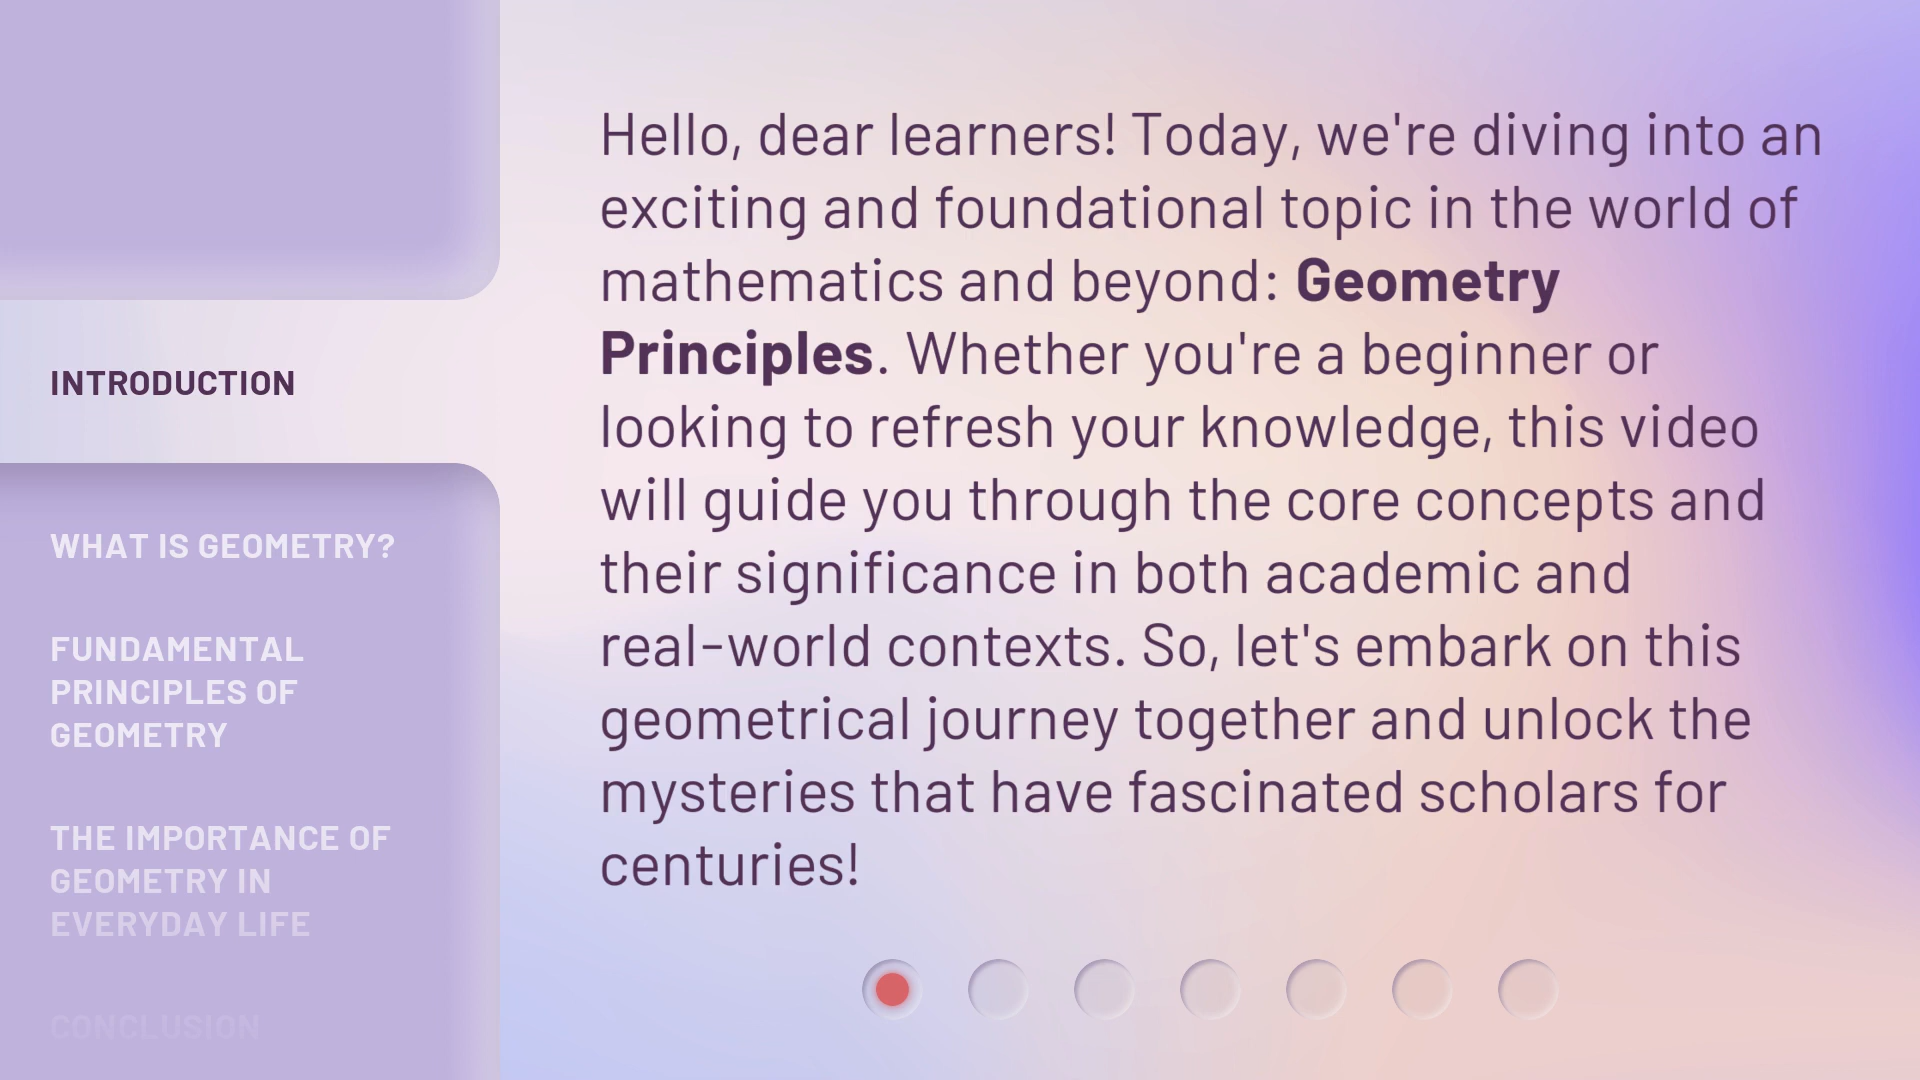 INTRODUCTION
WHAT IS GEOMETRY?
FUNDAMENTAL
PRINCIPLES OF
GEOMETRY
THE IMPORTANCE OF
GEOMETRY IN
EVERYDAY LIFE
CONCLUSION
Hello, dear learners! Today, we're diving into an
exciting and foundational topic in the world of
mathematics and beyond: Geometry
Principles. Whether you're a beginner or
looking to refresh your knowledge, this video
will guide you through the core concepts and
their significance in both academic and
real-world contexts. So, let's embark on this
geometrical journey together and unlock the
mysteries that have fascinated scholars for
centuries!